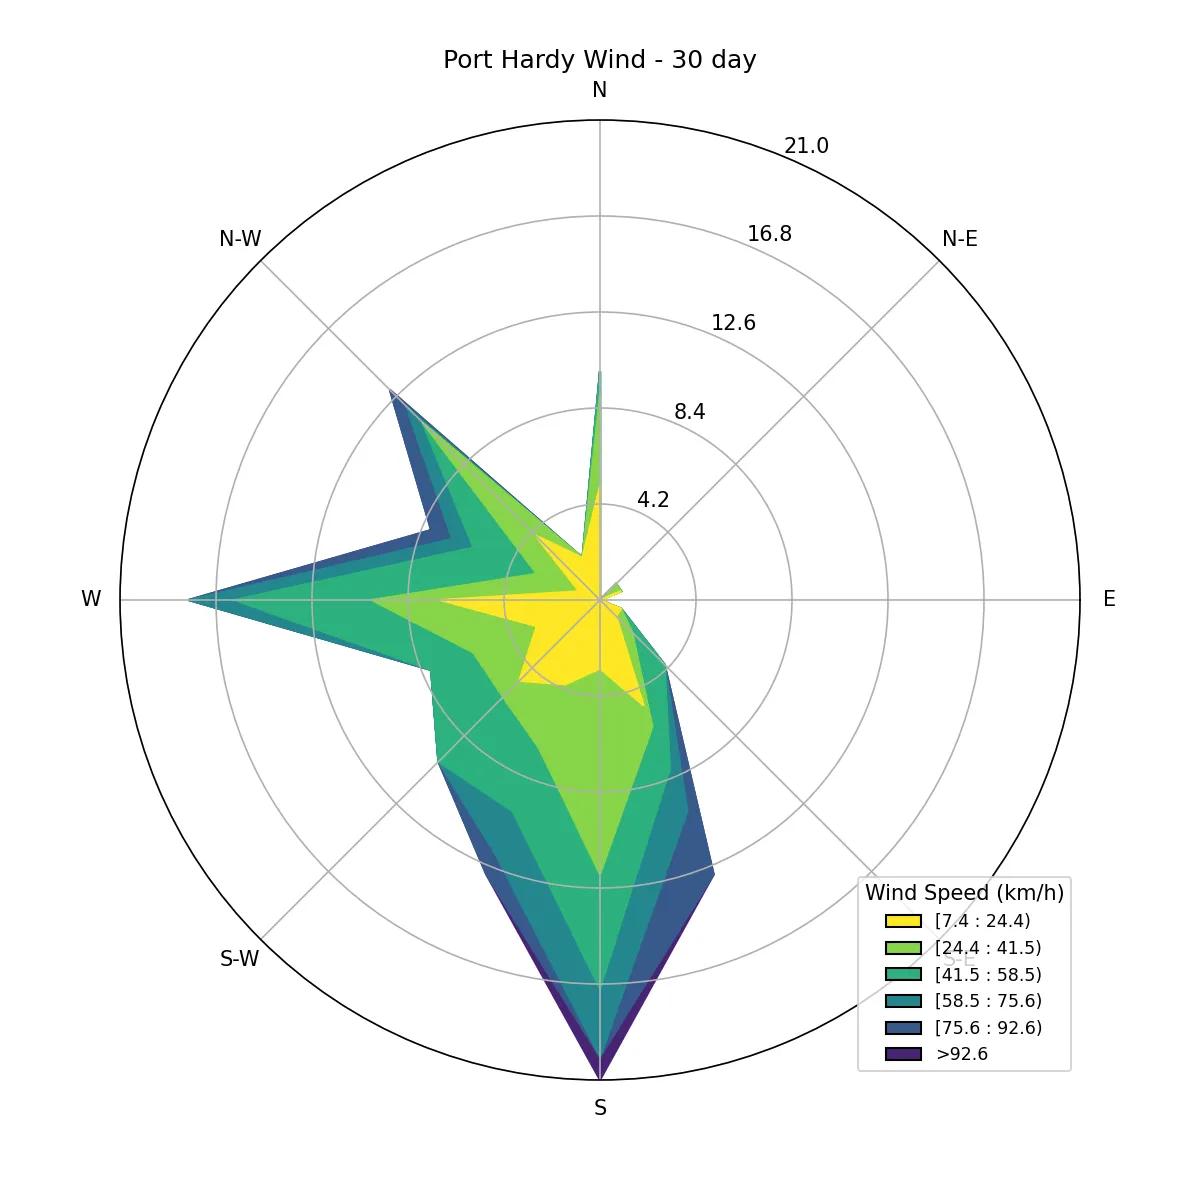 Port Hardy Wind - 30 day
N
21.0
N-W
16.8
N-E
12.6
8.4
4.2
W
E
S-W
S-E
S
Wind Speed (km/h)
[7.4 : 24.4)
[24.4 : 41.5)
[41.5 : 58.5)
[58.5 : 75.6)
[75.6 : 92.6)
>92.6